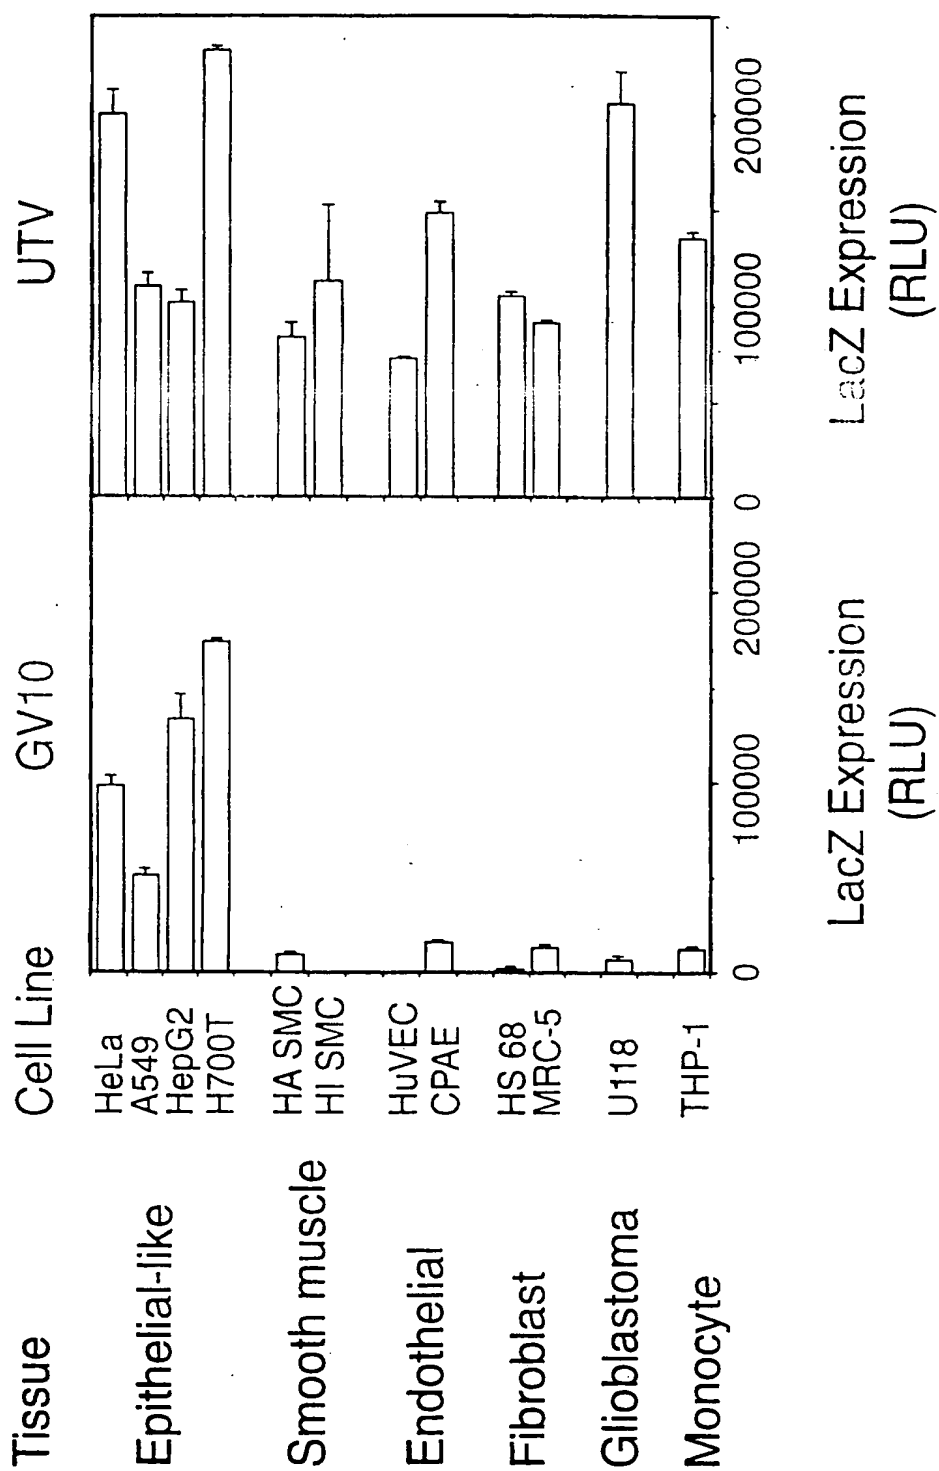 Tissue Cell Line GV10 UTV
Epithelial-like
HeLa
A549
HepG2
H700T
Smooth muscle
HA SMC
HI SMC
Endothelial
HuVEC
CPAE
Fibroblast
HS 68
MRC-5
Glioblastoma
U118
Monocyte
THP-1
0 100000 200000
0 100000 200000
LacZ Expression
(RLU)
LacZ Expression
(RLU)